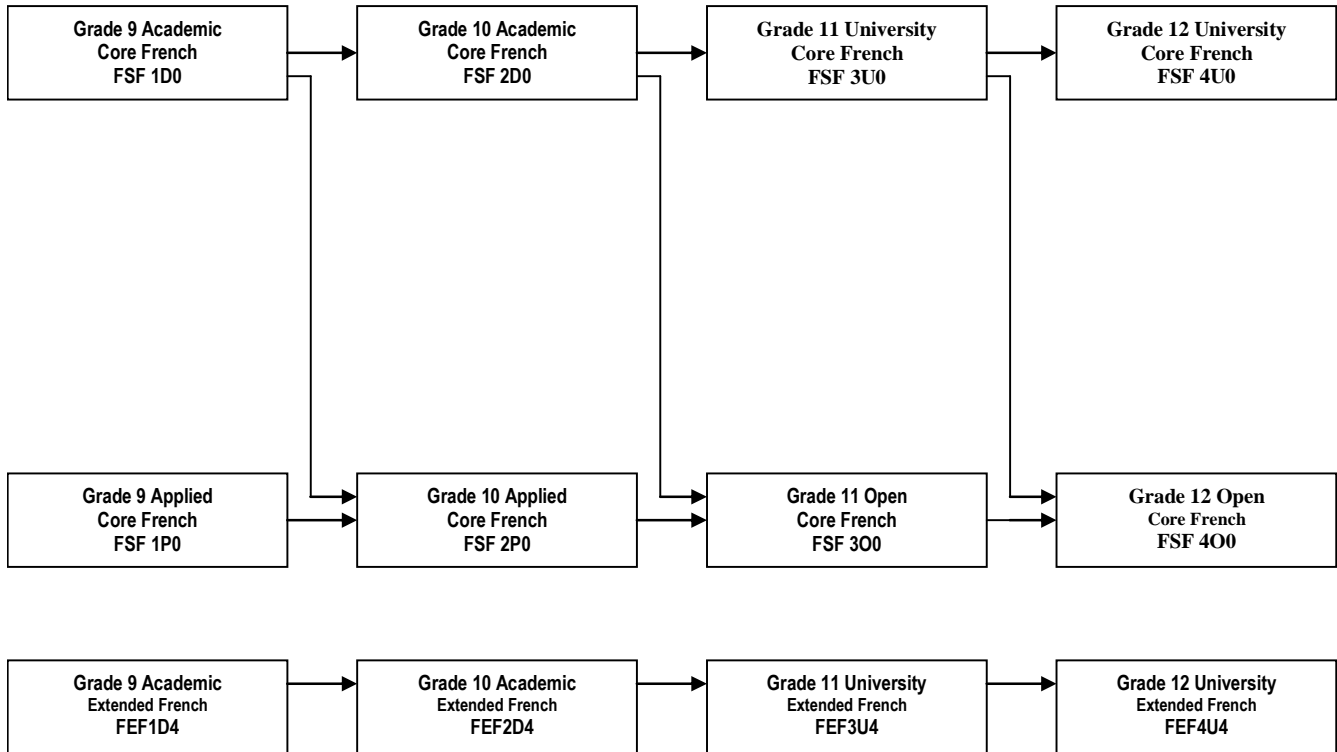 Grade 9 Academic
Core French
FSF 1D0
Grade 10 Academic
Core French
FSF 2D0
Grade 11 University
Core French
FSF 3U0
Grade 12 University
Core French
FSF 4U0
Grade 9 Applied
Core French
FSF 1P0
Grade 10 Applied
Core French
FSF 2P0
Grade 11 Open
Core French
FSF 3O0
Grade 12 Open
Core French
FSF 4O0
Grade 9 Academic
Extended French
FEF1D4
Grade 10 Academic
Extended French
FEF2D4
Grade 11 University
Extended French
FEF3U4
Grade 12 University
Extended French
FEF4U4